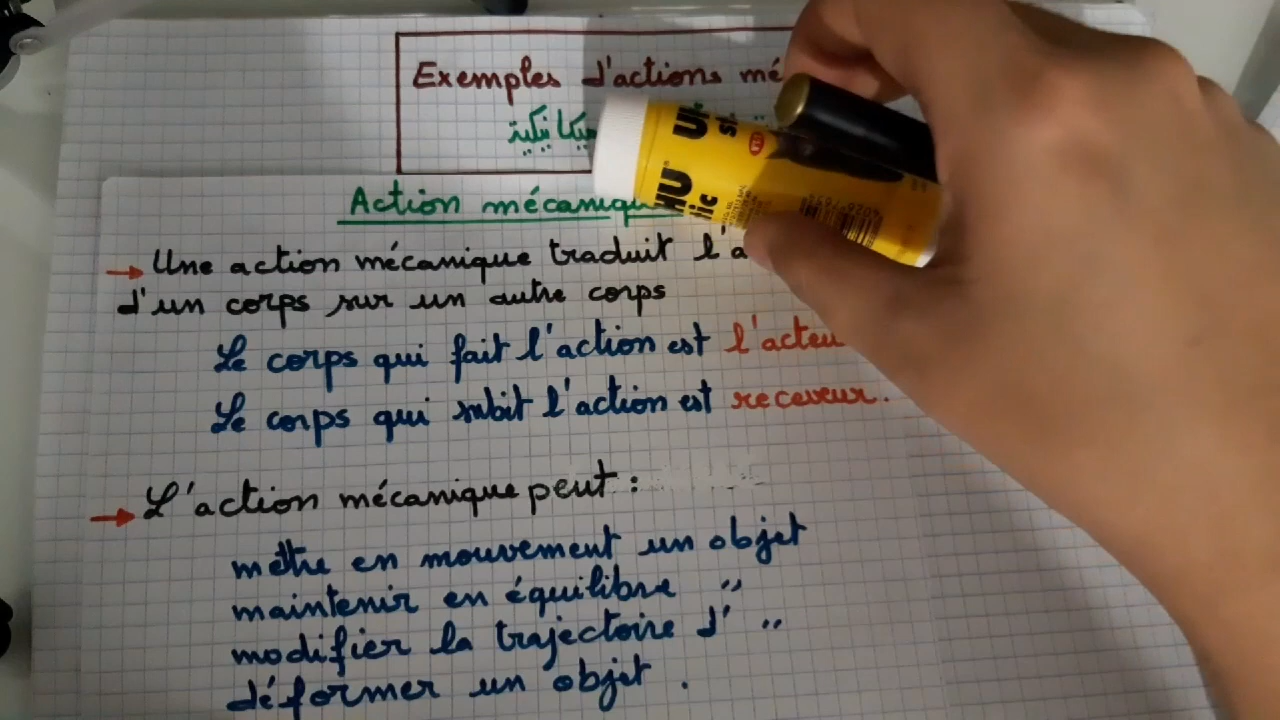 Exemples d'actions mé
Action mécaniqu
Une action mécanique traduit l'a
d'un corps sur un autre corps
Le corps qui fait l'action est l'acteu
Le corps qui subit l'action est receveur.
L'action mécanique peut :
mettre en mouvement un objet
maintenir en équilibre ,,
modifier la trajectoire d' ,,
déformer un objet .